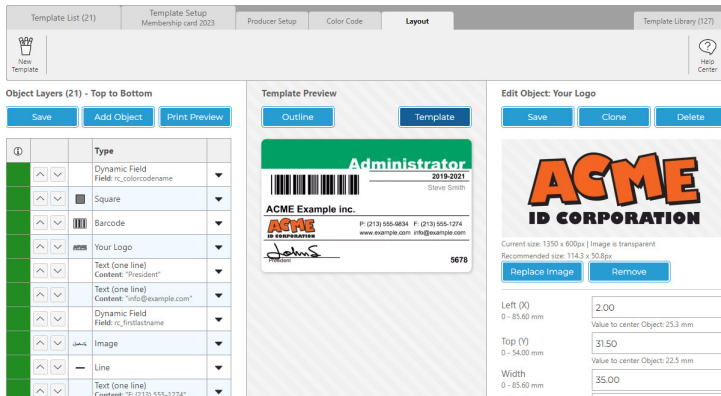 Template List (21)
Template Setup
Membership card 2023
Producer Setup
Color Code
Layout
Template Library (127)
New
Template
Help
Center
Object Layers (21) - Top to Bottom
Save
Add Object
Print Preview
Type
Dynamic Field
Field: rc_colorcodename
Square
Barcode
Your Logo
Text (one line)
Content: "President"
Text (one line)
Content: "info@example.com"
Dynamic Field
Field: rc_firstlastname
Image
Line
Text (one line)
Content: "F: (213) 555-1274"
Template Preview
Outline
Template
Administrator
2019-2021
Steve Smith
ACME Example inc.
ACME
ID CORPORATION
P: (213) 555-9834 F: (213) 555-1274
www.example.com info@example.com
JohnS
President
5678
Edit Object: Your Logo
Save
Clone
Delete
ACME
ID CORPORATION
Current size: 1350 x 600px | Image is transparent
Recommended size: 114.3 x 50.8px
Replace Image
Remove
Left (X)
0 - 85.60 mm
2.00
Value to center Object: 25.3 mm
Top (Y)
0 - 54.00 mm
31.50
Value to center Object: 22.5 mm
Width
0 - 85.60 mm
35.00